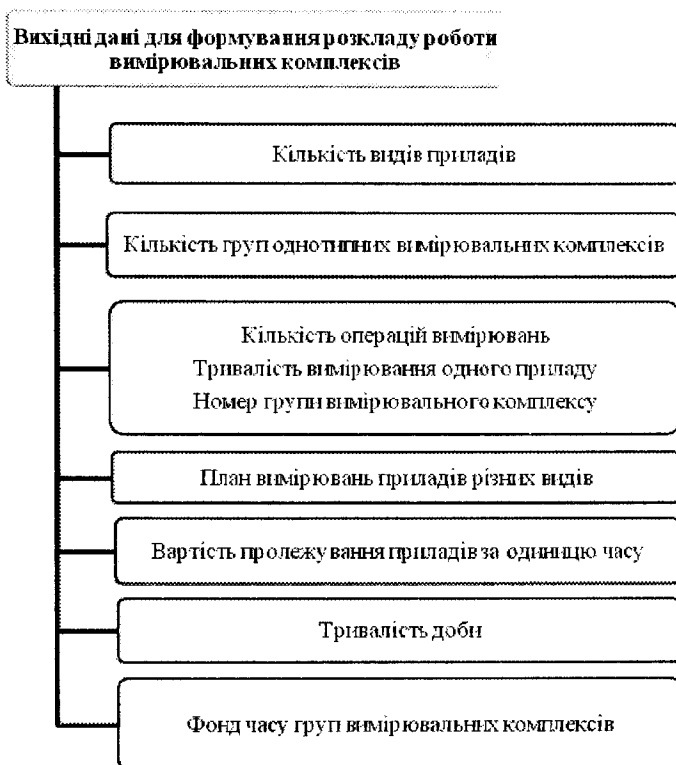 Вихідні дані для формування розкладу роботи
вимірювальних комплексів
Кількість видів приладів
Кількість груп однотипних вимірювальних комплексів
Кількість операцій вимірювань
Тривалість вимірювання одного приладу
Номер групи вимірювального комплексу
План вимірювань приладів різних видів
Вартість пролежування приладів за одиницю часу
Тривалість доби
Фонд часу груп вимірювальних комплексів